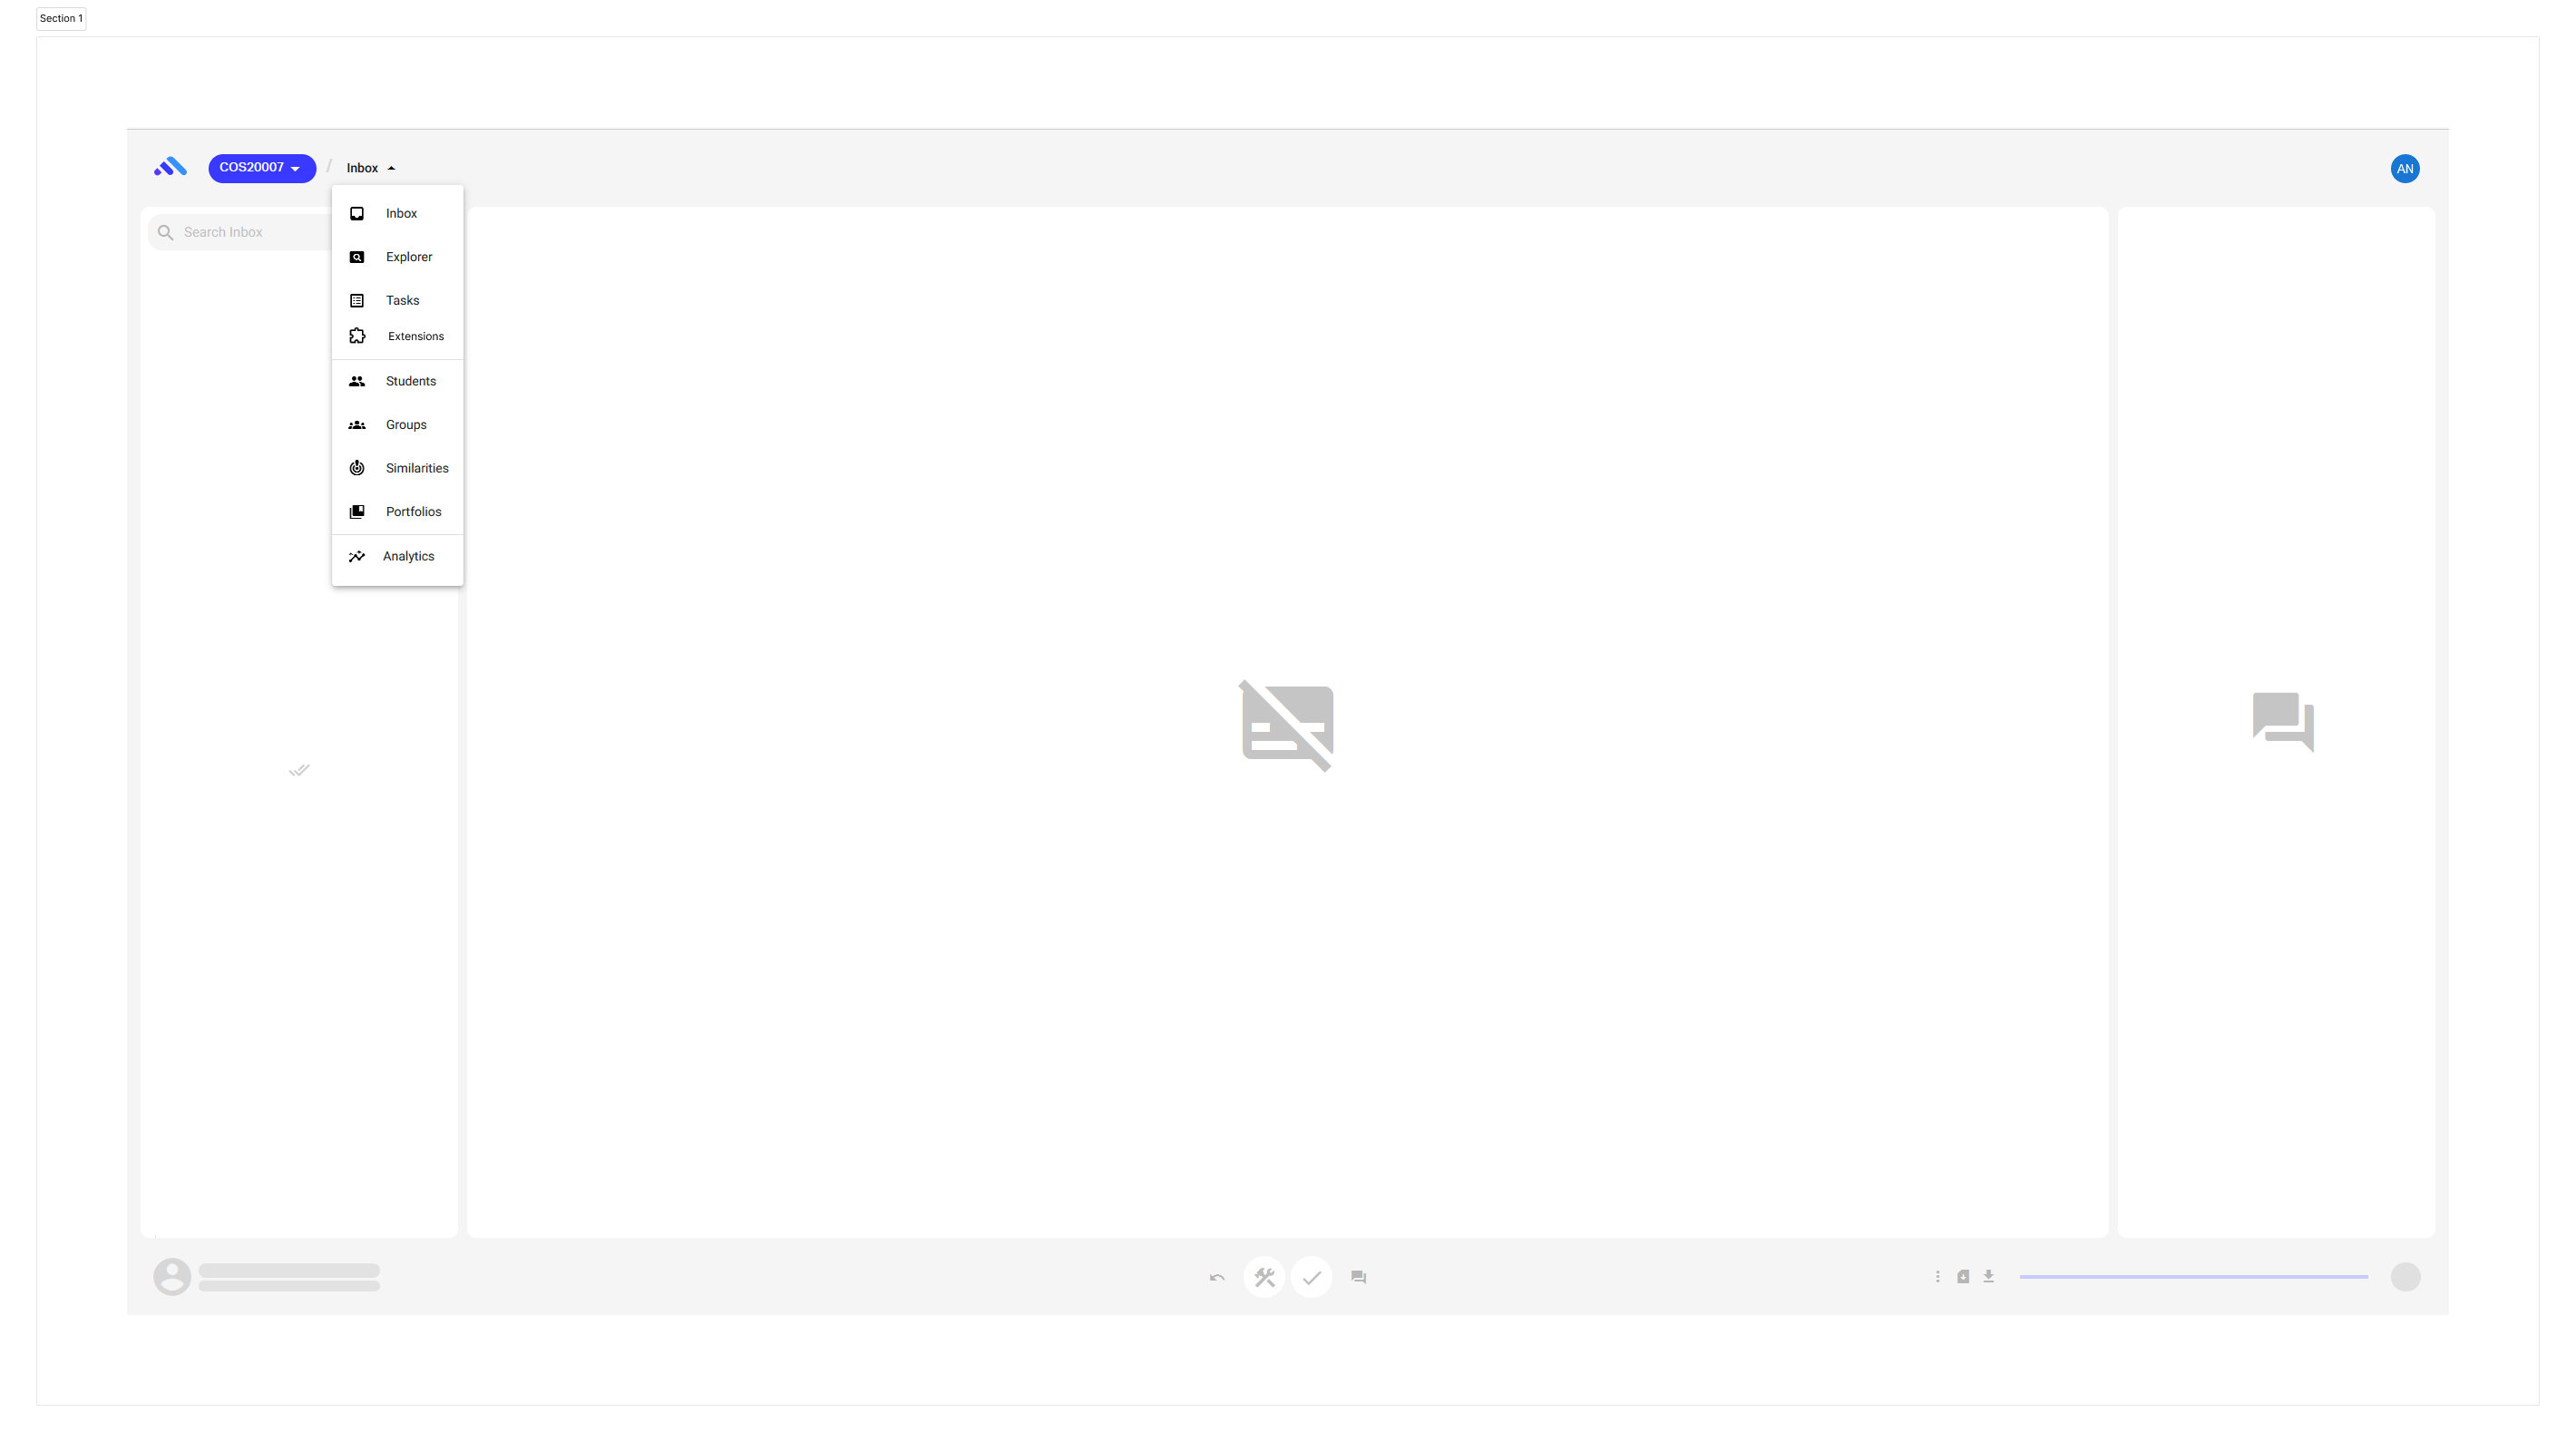 Section 1
COS20007 / Inbox
AN
Search Inbox
Inbox
Explorer
Tasks
Extensions
Students
Groups
Similarities
Portfolios
Analytics